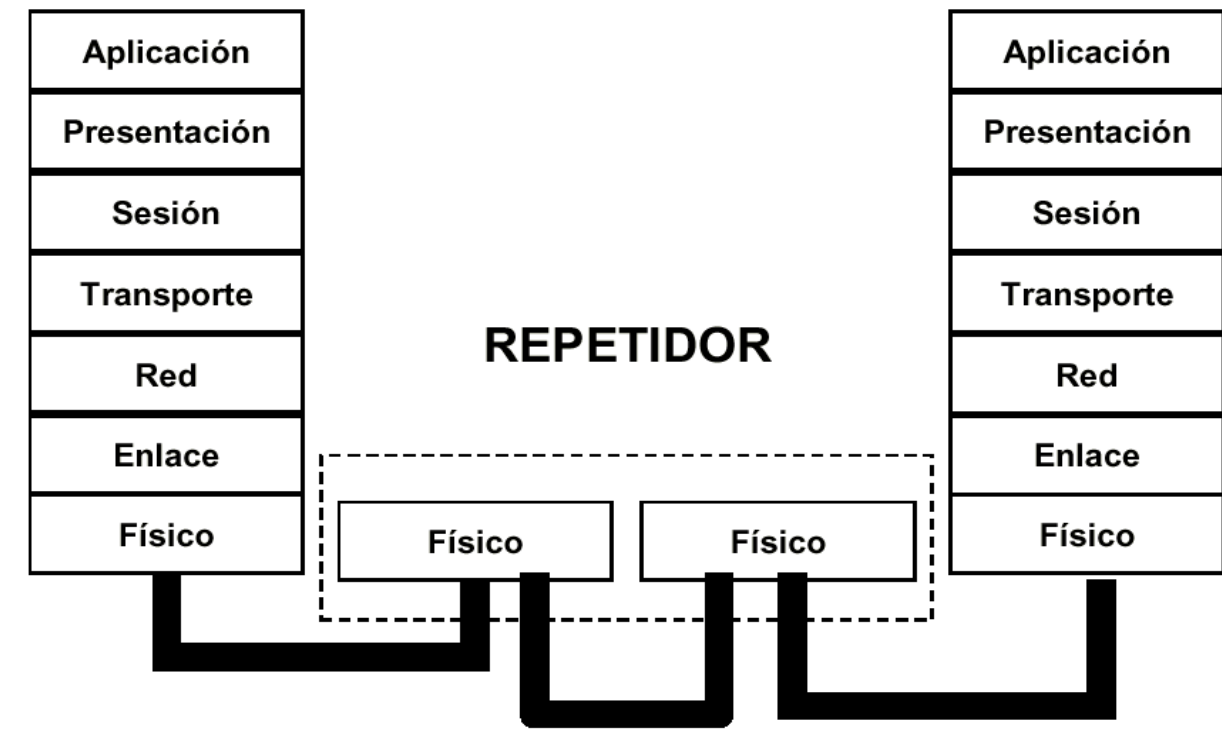 Aplicación
Presentación
Sesión
Transporte
Red
Enlace
Físico
REPETIDOR
Físico
Físico
Aplicación
Presentación
Sesión
Transporte
Red
Enlace
Físico